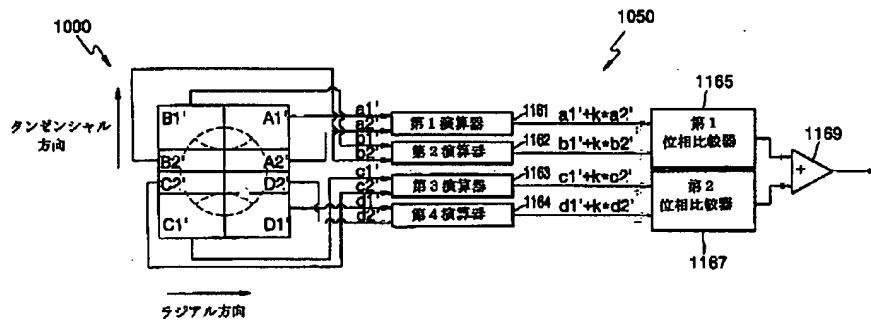 1000
1050
タンゼンシャル
方向
B1' A1'
B2' A2'
C2' D2'
C1' D1'
ラジアル方向
a1'
a2'
b1'
b2'
c1'
c2'
d1'
d2'
第1演算器
第2演算器
第3演算器
第4演算器
1161
1162
1163
1164
a1'+k*a2'
b1'+k*b2'
c1'+k*c2'
d1'+k*d2'
1165
第1
位相比較器
第2
位相比較器
1167
1169
+